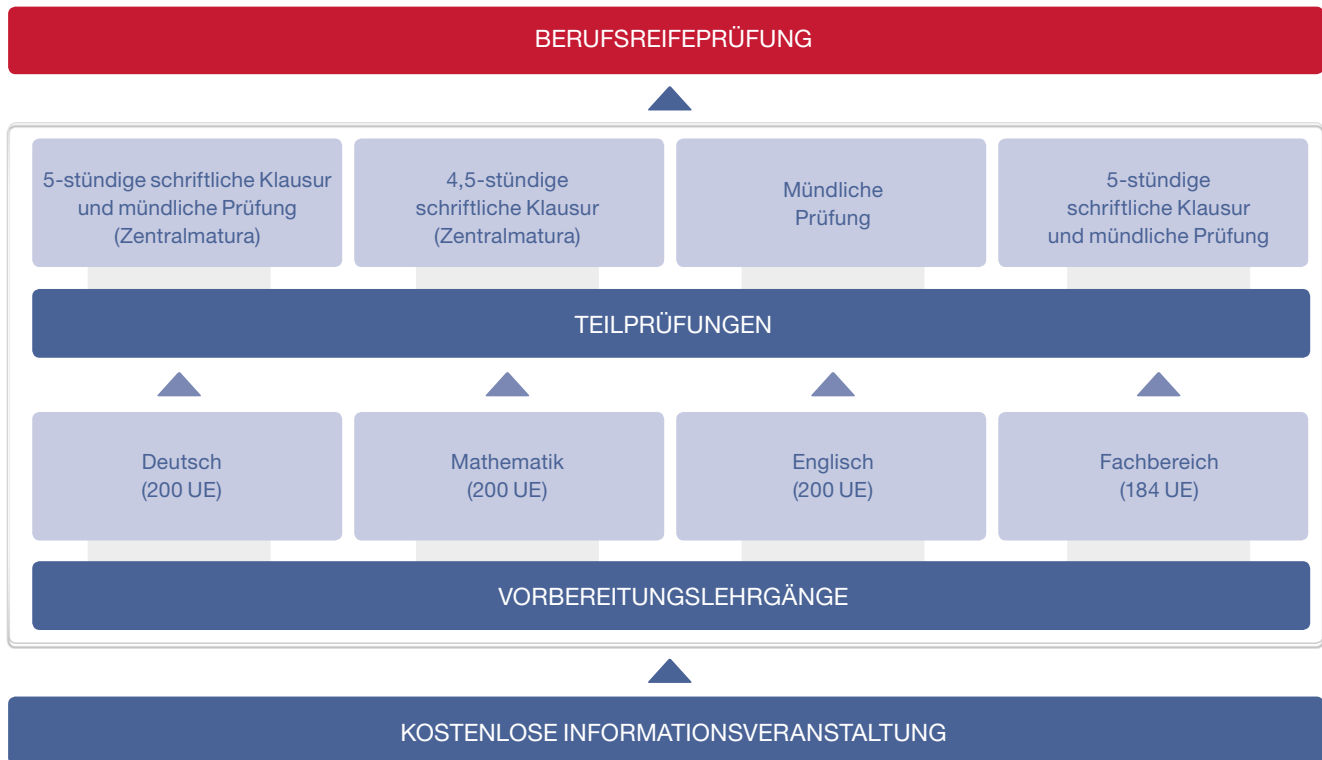 BERUFSREIFEPRÜFUNG
5-stündige schriftliche Klausur
und mündliche Prüfung
(Zentralmatura)
4,5-stündige
schriftliche Klausur
(Zentralmatura)
Mündliche
Prüfung
5-stündige
schriftliche Klausur
und mündliche Prüfung
TEILPRÜFUNGEN
Deutsch
(200 UE)
Mathematik
(200 UE)
Englisch
(200 UE)
Fachbereich
(184 UE)
VORBEREITUNGSLEHRGÄNGE
KOSTENLOSE INFORMATIONSVERANSTALTUNG